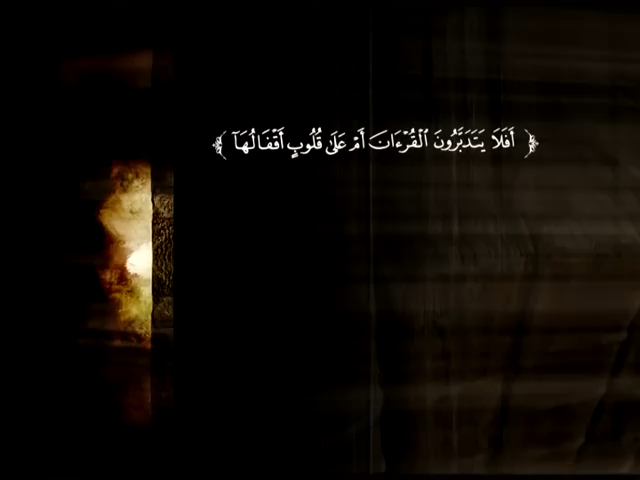 ﴿ أَفَلَا يَتَدَبَّرُونَ ٱلْقُرْءَانَ أَمْ عَلَىٰ قُلُوبٍ أَقْفَالُهَآ ﴾